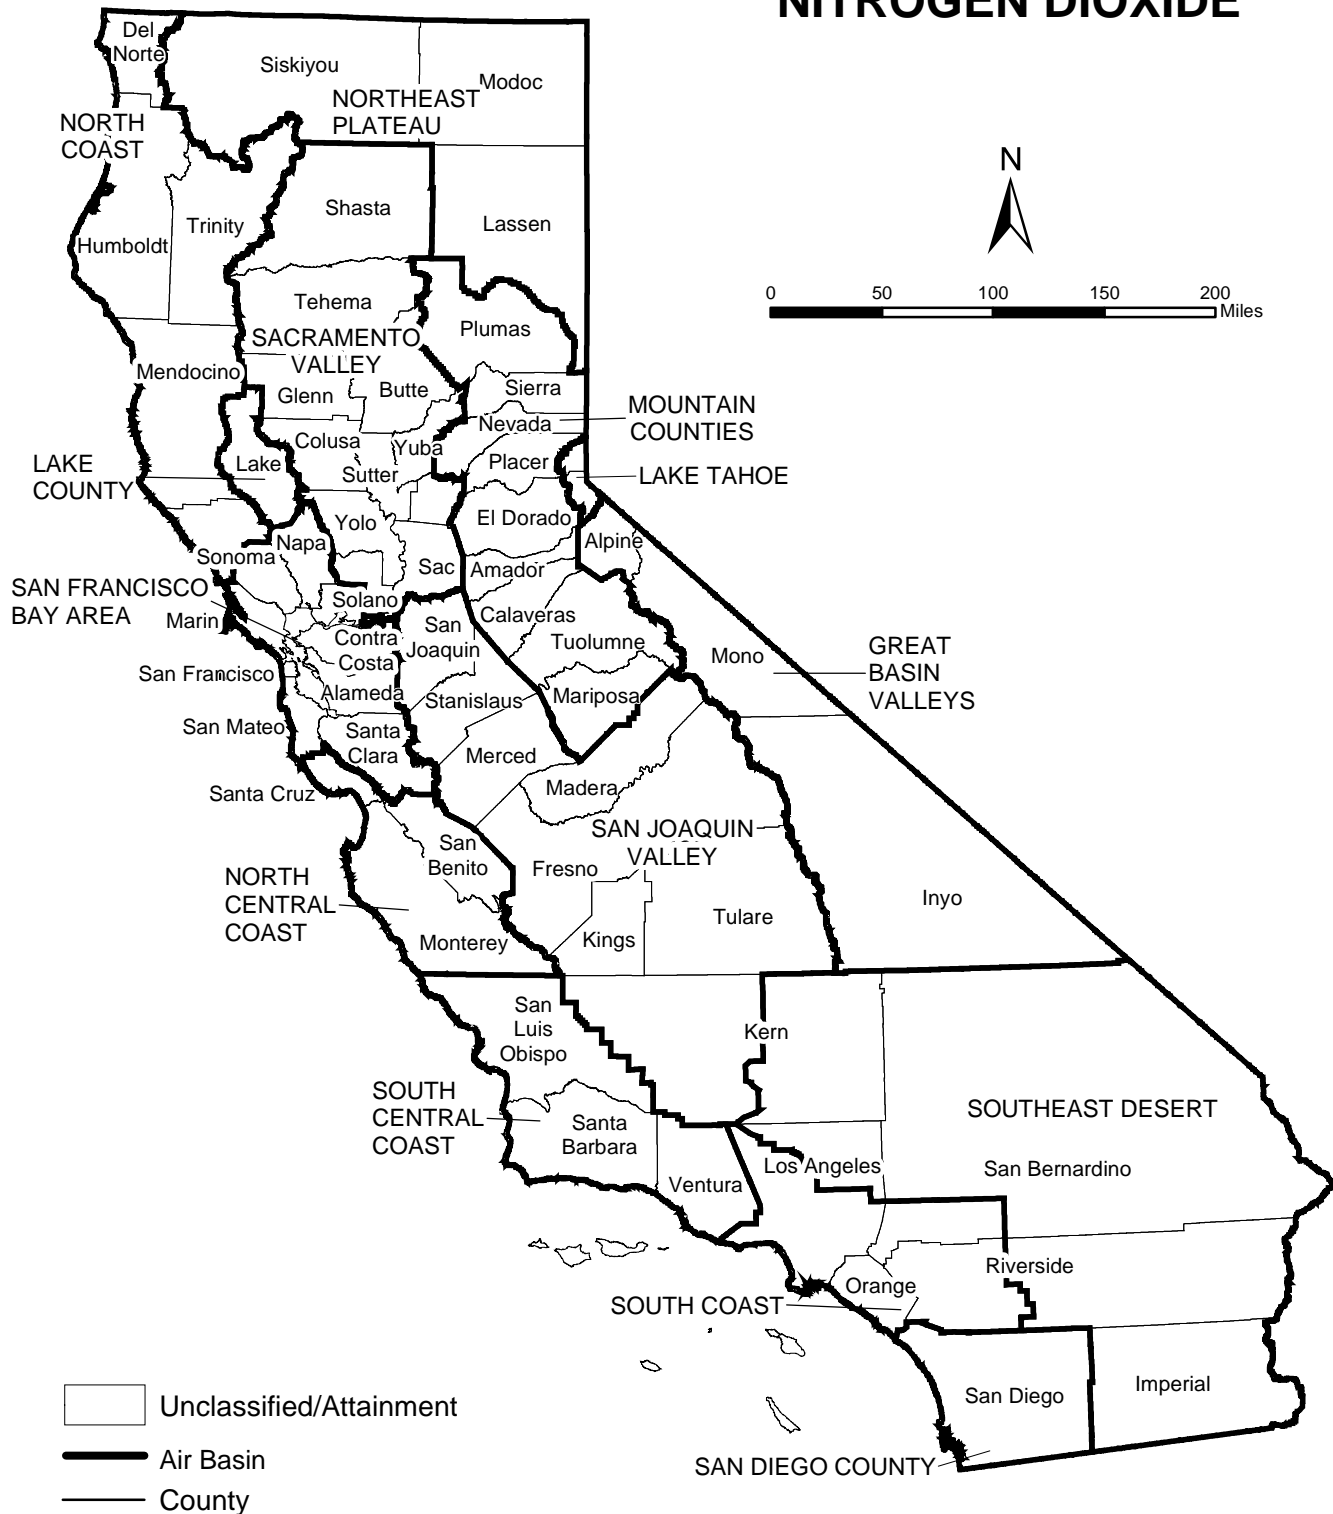 NITROGEN DIOXIDE
Del
Norte
Siskiyou
Modoc
NORTHEAST
PLATEAU
NORTH
COAST
N
Shasta
Trinity
Lassen
Humboldt
0 50 100 150 200
Miles
Tehema
Plumas
SACRAMENTO
VALLEY
Mendocino
Glenn
Butte
Sierra
MOUNTAIN
COUNTIES
Nevada
Colusa
Yuba
Placer
LAKE
COUNTY
Lake
Sutter
LAKE TAHOE
Yolo
El Dorado
Napa
Alpine
Sonoma
Sac
Amador
SAN FRANCISCO
BAY AREA
Solano
Marin
Calaveras
Contra
Costa
San
Joaquin
Tuolumne
Mono
GREAT
BASIN
VALLEYS
San Francisco
Alameda
Stanislaus
Mariposa
San Mateo
Santa
Clara
Merced
Madera
Santa Cruz
SAN JOAQUIN
VALLEY
San
Benito
Fresno
NORTH
CENTRAL
COAST
Inyo
Tulare
Monterey
Kings
San
Luis
Obispo
Kern
SOUTH
CENTRAL
COAST
SOUTHEAST DESERT
Santa
Barbara
Los Angeles
San Bernardino
Ventura
Riverside
Orange
SOUTH COAST
San Diego
Imperial
Unclassified/Attainment
Air Basin
SAN DIEGO COUNTY
County